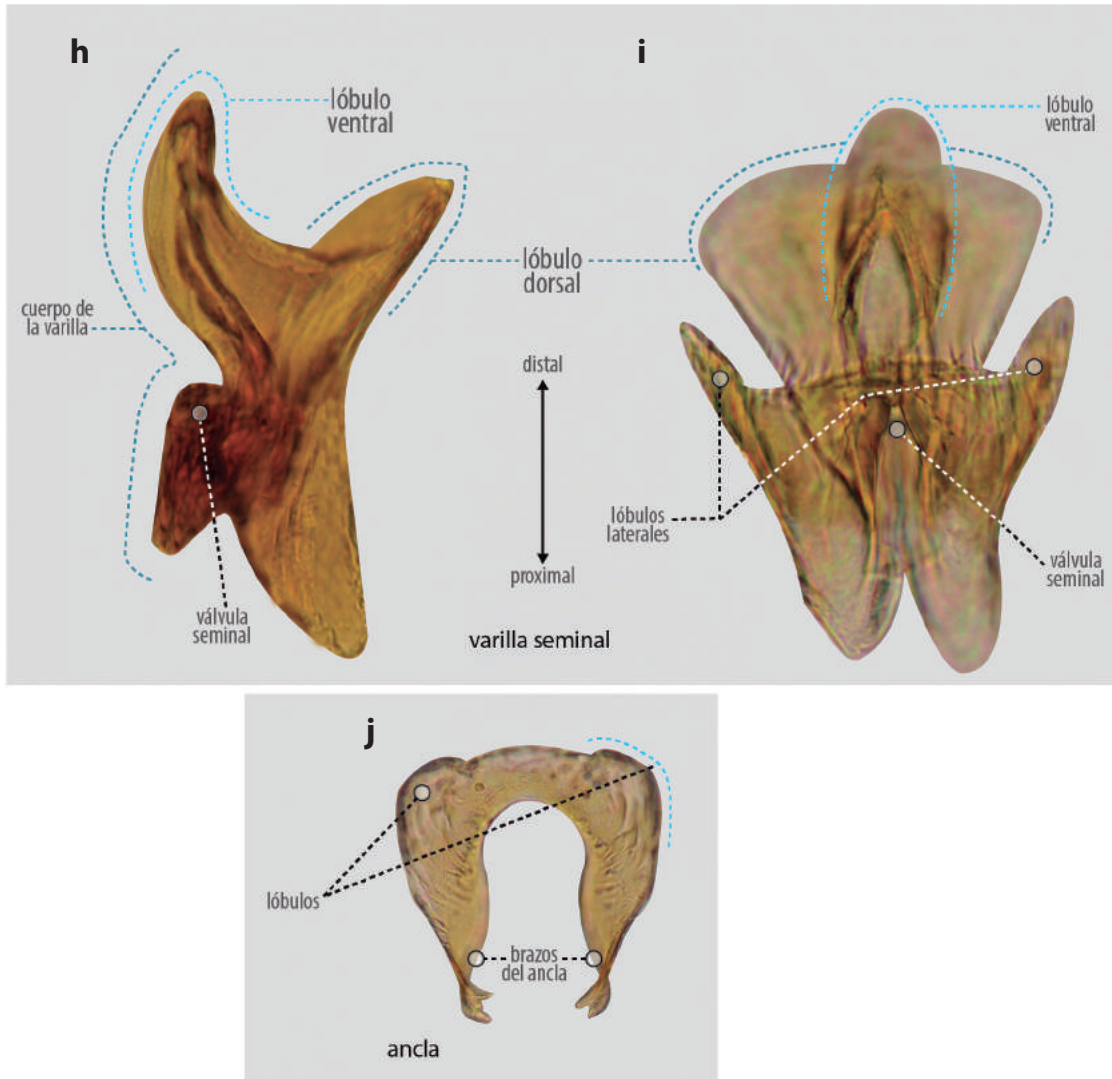 h
lóbulo
ventral
cuerpo de
la varilla
válvula
seminal
lóbulo
dorsal
distal
proximal
varilla seminal
i
lóbulo
ventral
lóbulos
laterales
válvula
seminal
j
lóbulos
brazos
del ancla
ancla